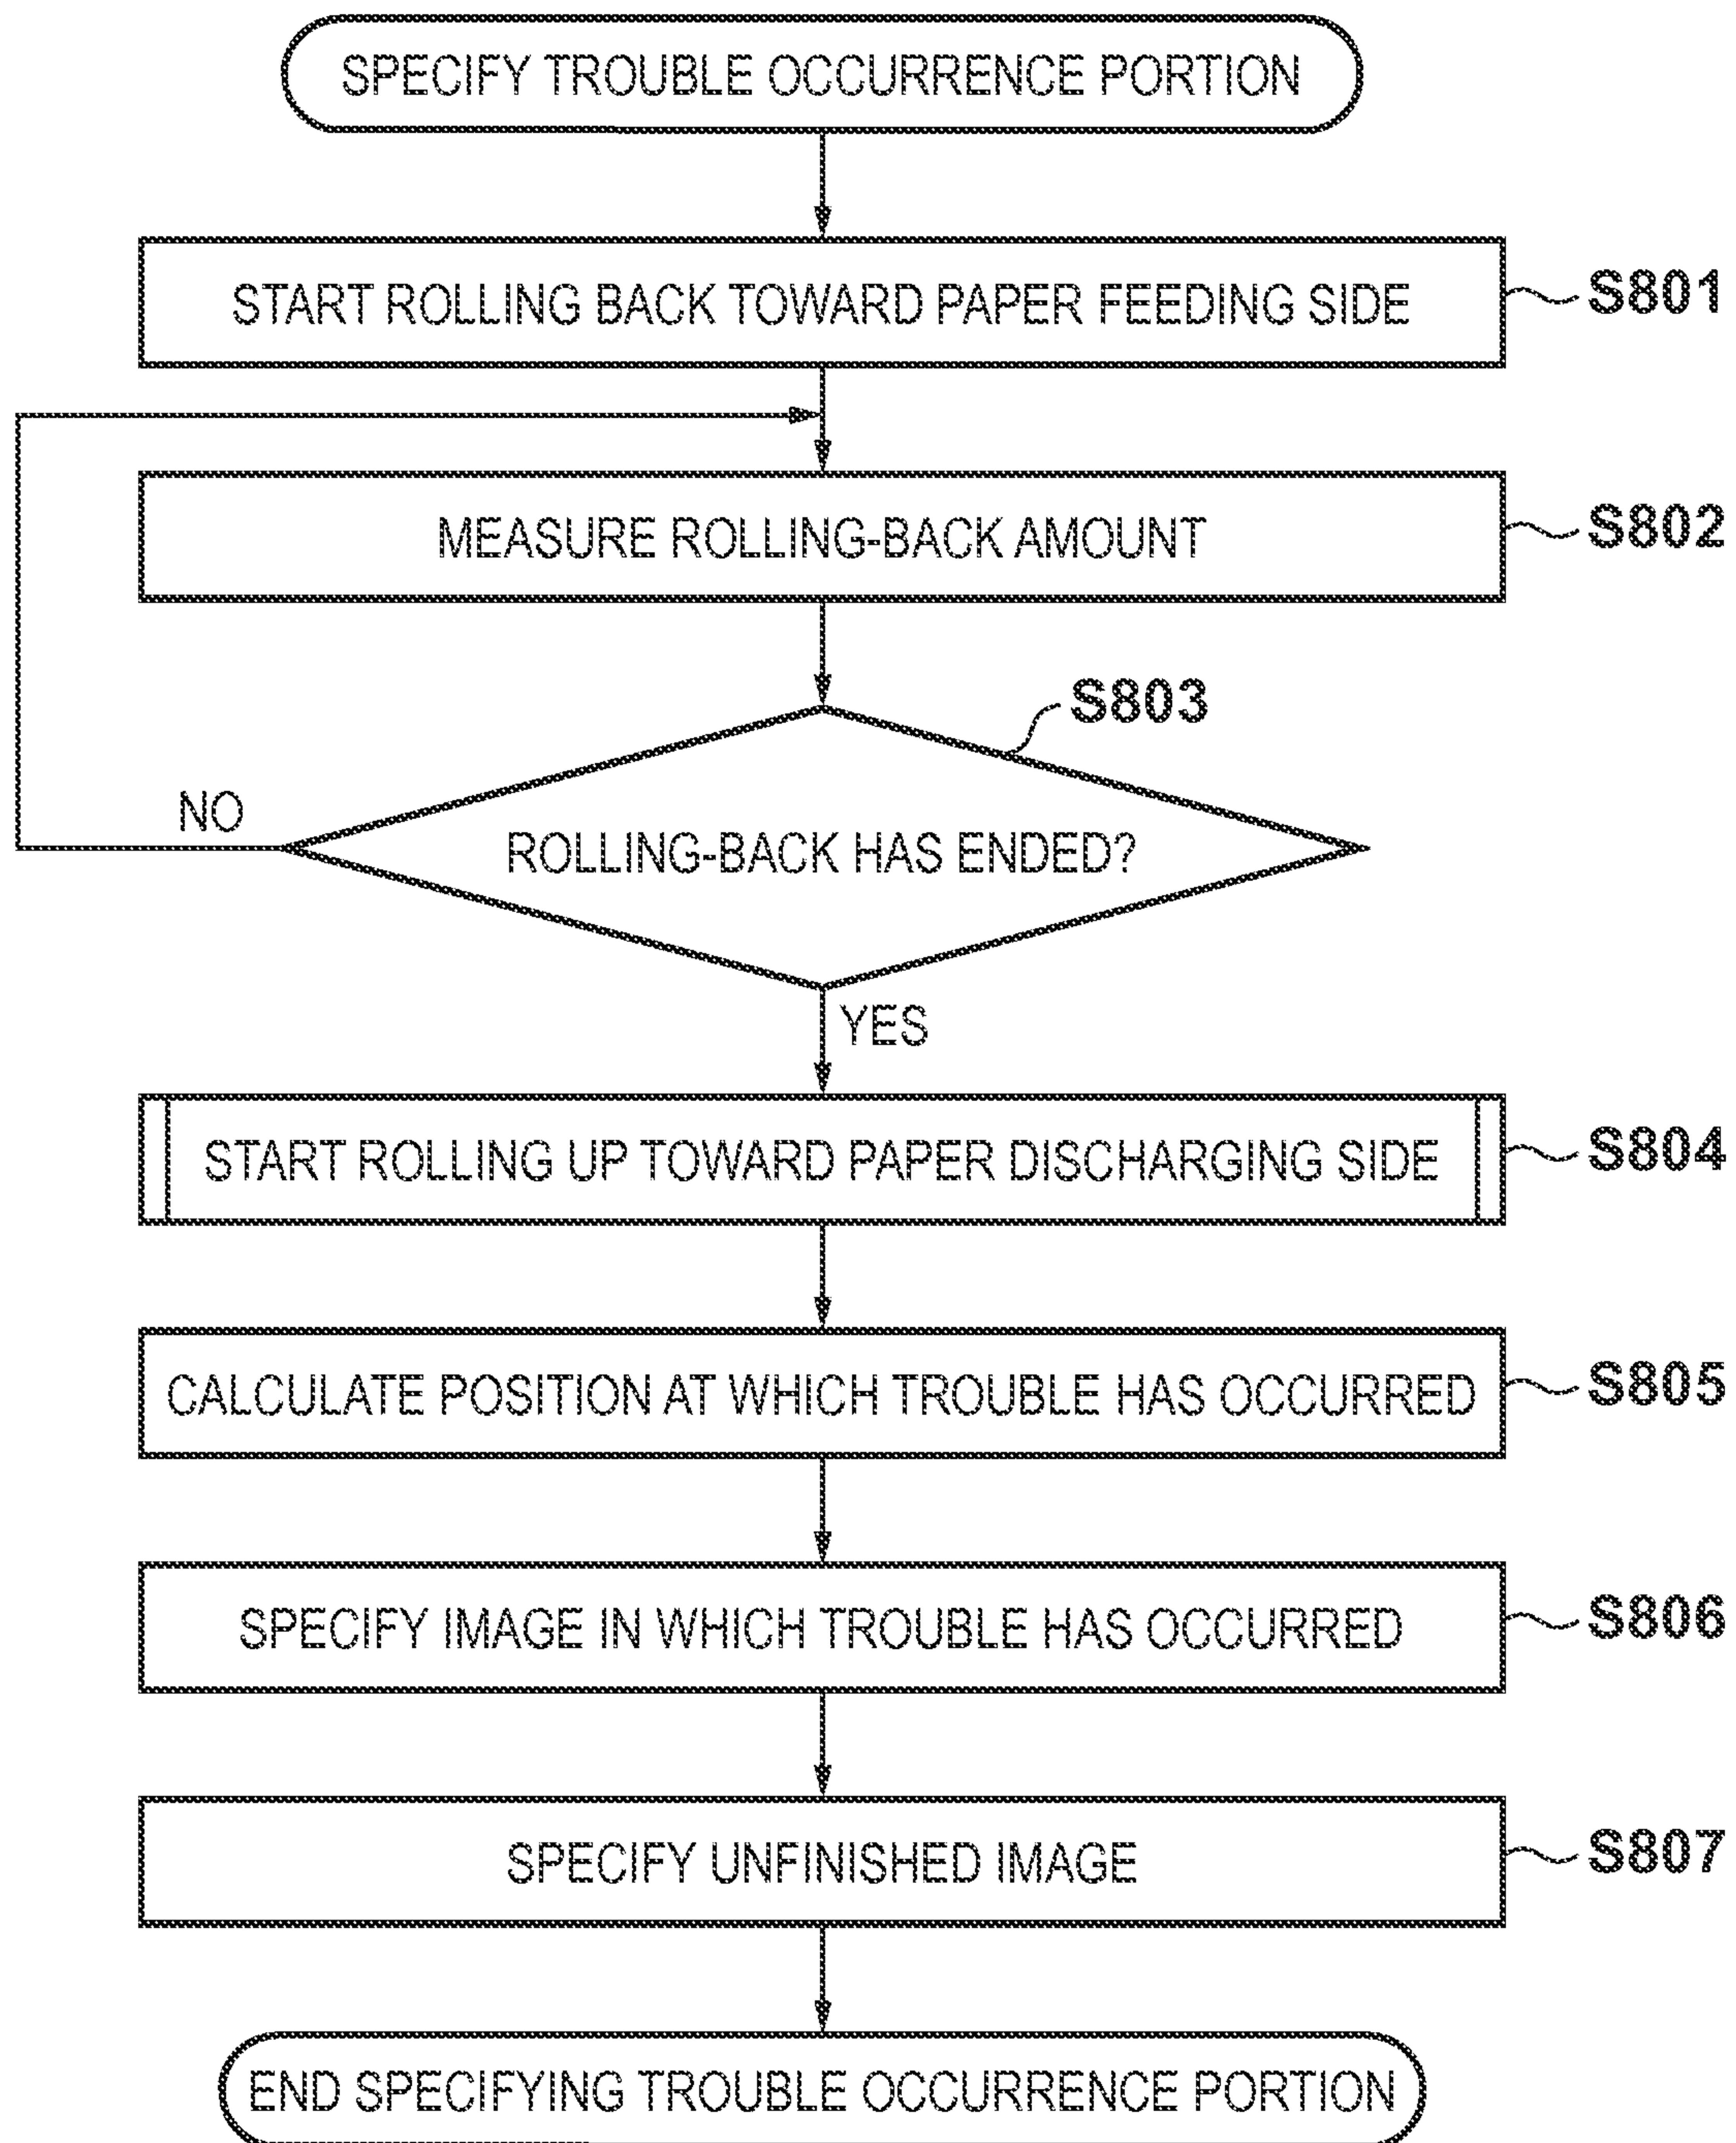 SPECIFY TROUBLE OCCURRENCE PORTION
START ROLLING BACK TOWARD PAPER FEEDING SIDE
S801
MEASURE ROLLING-BACK AMOUNT
S802
S803
NO
ROLLING-BACK HAS ENDED?
YES
START ROLLING UP TOWARD PAPER DISCHARGING SIDE
S804
CALCULATE POSITION AT WHICH TROUBLE HAS OCCURRED
S805
SPECIFY IMAGE IN WHICH TROUBLE HAS OCCURRED
S806
SPECIFY UNFINISHED IMAGE
S807
END SPECIFYING TROUBLE OCCURRENCE PORTION